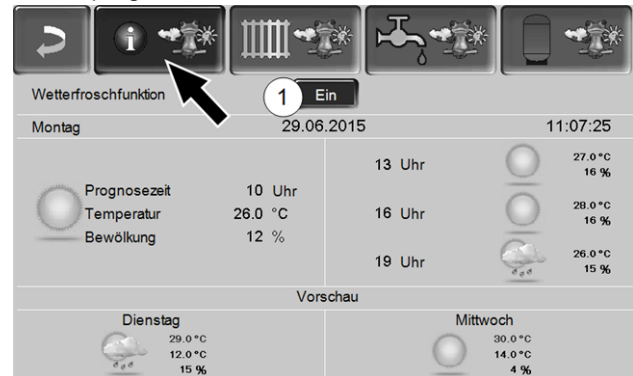 Wetterfroschfunktion 1 Ein
Montag 29.06.2015 11:07:25
Prognosezeit 10 Uhr
Temperatur 26.0 °C
Bewölkung 12 %
13 Uhr 27.0°C
16 %
16 Uhr 28.0°C
16 %
19 Uhr 26.0°C
15 %
Vorschau
Dienstag
29.0°C
12.0°C
15 %
Mittwoch
30.0°C
14.0°C
4 %